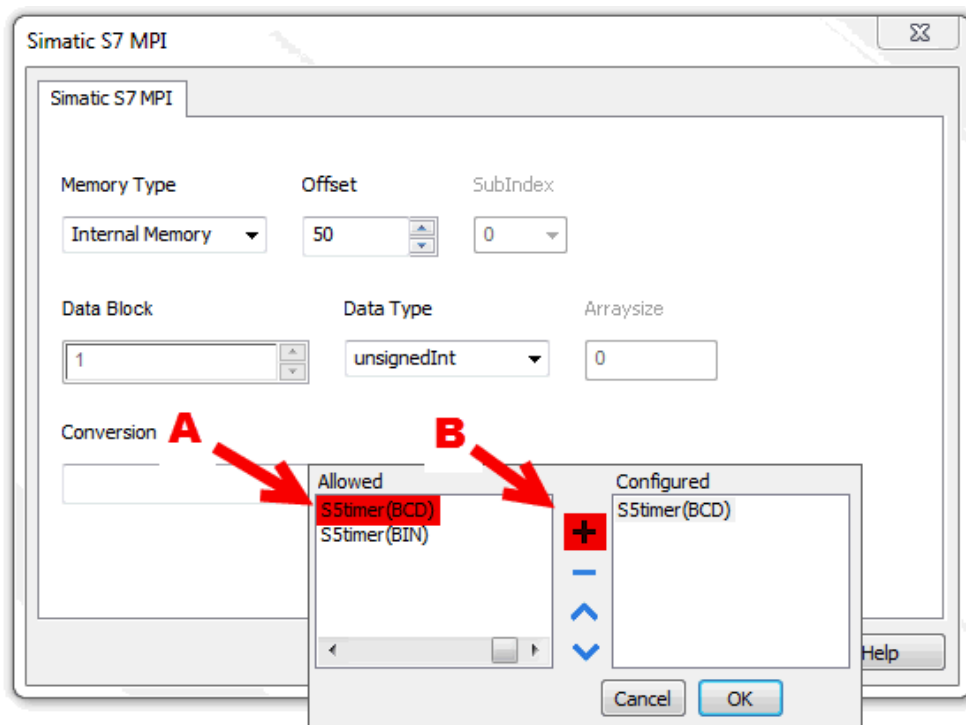 Simatic S7 MPI
Simatic S7 MPI
Memory Type Offset SubIndex
Internal Memory 50 0
Data Block Data Type Arraysize
1 unsignedInt 0
Conversion A B
Allowed Configured
S5timer(BCD) + S5timer(BCD)
S5timer(BIN)
Help
Cancel OK